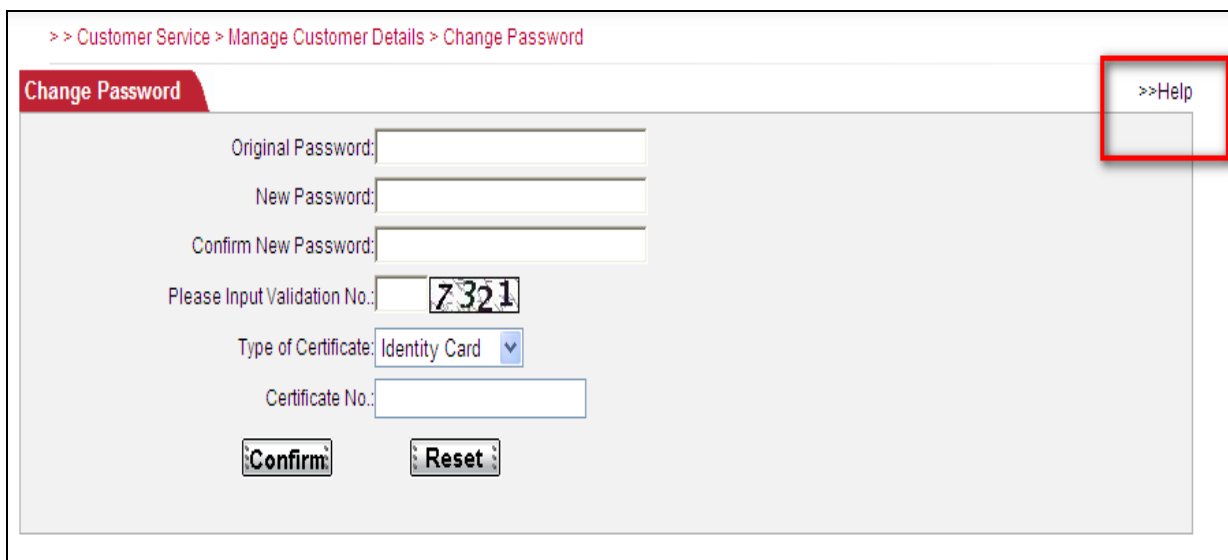 > > Customer Service > Manage Customer Details > Change Password
Change Password
>>Help
Original Password:
New Password:
Confirm New Password:
Please Input Validation No.: 7321
Type of Certificate: Identity Card
Certificate No.:
Confirm Reset